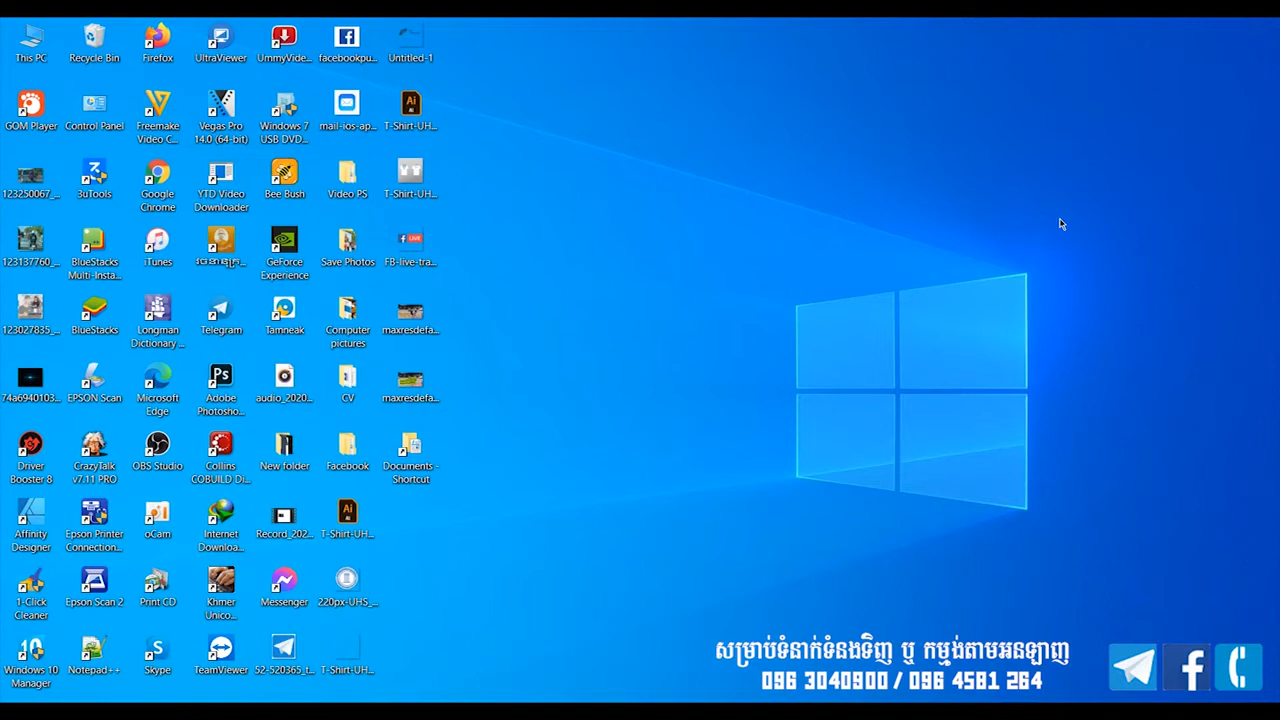 This PC
Recycle Bin
Firefox
UltraViewer
UmmyVide...
facebookpu...
Untitled-1
GOM Player
Control Panel
Freemake
Video C...
Vegas Pro
14.0 (64-bit)
Windows 7
USB DVD...
mail-ios-ap...
Ai
Ai
T-Shirt-UH...
123250067_...
3uTools
Google
Chrome
YTD Video
Downloader
Bee Bush
Video PS
T-Shirt-UH...
123137760_...
BlueStacks
Multi-Insta...
iTunes
GeForce
Experience
Save Photos
LIVE
FB-live-tra...
123027835_...
BlueStacks
Longman
Dictionary ...
Telegram
Tamneak
Computer
pictures
maxresdefa...
74a6940103...
EPSON Scan
Microsoft
Edge
Ps
Adobe
Photosho...
audio_2020...
CV
maxresdefa...
Driver
Booster 8
CrazyTalk
v7.11 PRO
OBS Studio
Collins
COBUILD Di...
New folder
Facebook
Documents -
Shortcut
Affinity
Designer
Epson Printer
Connection...
oCam
Internet
Downloa...
Record_202...
Ai
Ai
T-Shirt-UH...
1-Click
Cleaner
Epson Scan 2
Print CD
Khmer
Unico...
Messenger
220px-UHS_...
10
Windows 10
Manager
Notepad++
Skype
TeamViewer
52-520365_t...
T-Shirt-UH...
សម្រាប់ទំនាក់ទំនងទិញ ឬ កម្មង់តាមអនឡាញ
096 3040900 / 096 4581 264